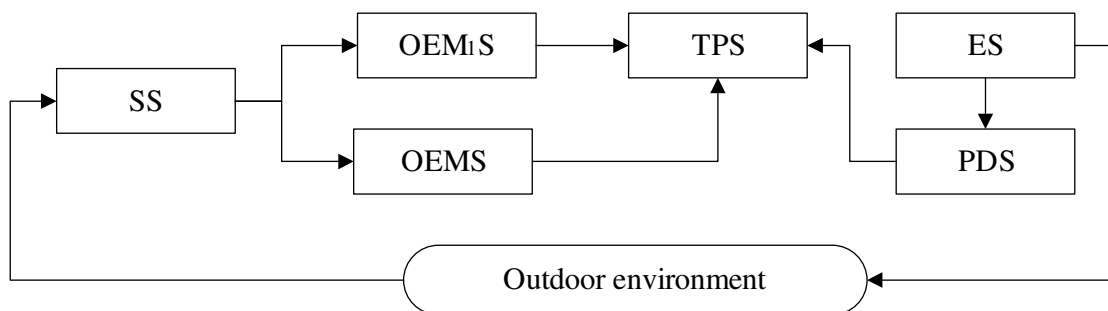 OEM₁S
TPS
ES
SS
OEMS
PDS
Outdoor environment